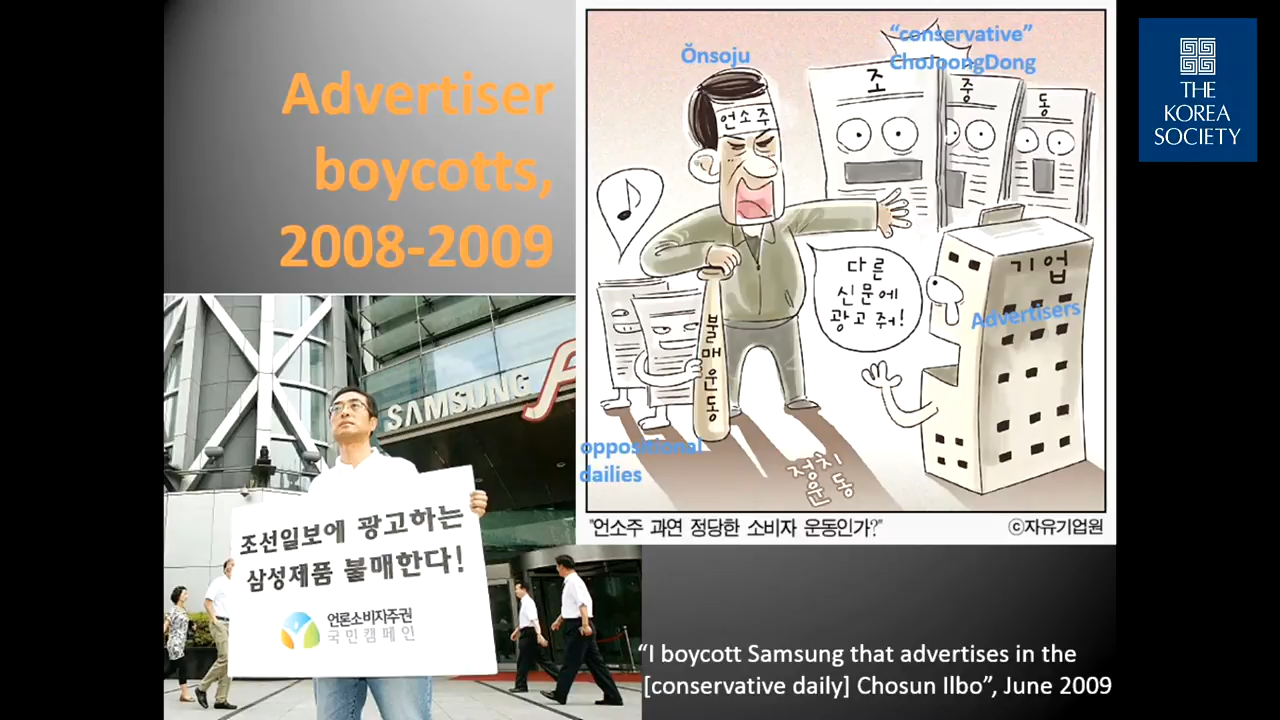 Advertiser
boycotts,
2008-2009
Ŏnsoju
"conservative"
ChoJoongDong
언소주
조
중
동
다른
신문에
광고 줘!
기업
Advertisers
불매운동
oppositional
dailies
정치
운동
"언소주 과연 정당한 소비자 운동인가?"
ⓒ자유기업원
SAMSUNG
조선일보에 광고하는
삼성제품 불매한다!
언론소비자주권
국민캠페인
"I boycott Samsung that advertises in the
[conservative daily] Chosun Ilbo", June 2009
THE
KOREA
SOCIETY